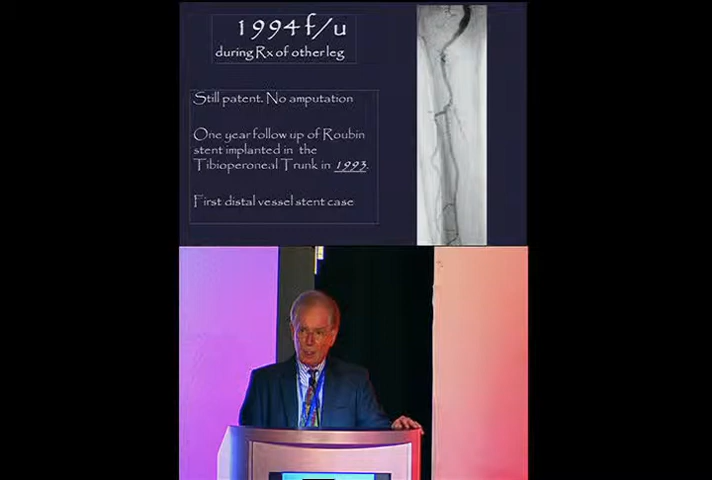 1994 f/u
during Rx of other leg
Still patent. No amputation
One year follow up of Roubin
stent implanted in the
Tibioperoneal Trunk in 1993.
First distal vessel stent case